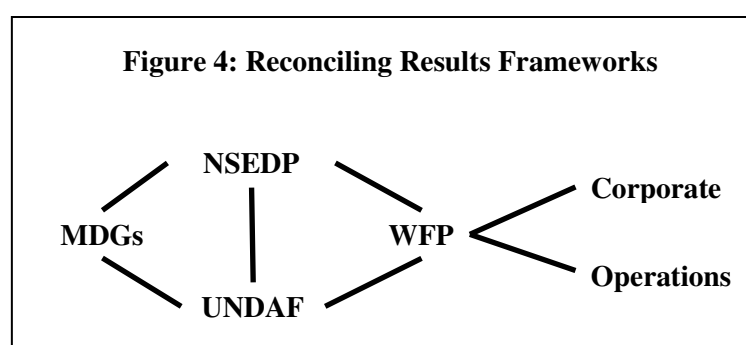 Figure 4: Reconciling Results Frameworks
NSEDP
Corporate
MDGs
WFP
Operations
UNDAF